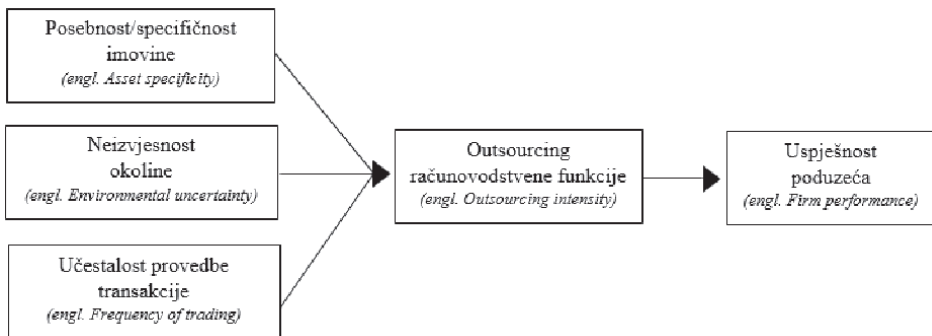 Posebnost/specifičnost
imovine
(engl. Asset specificity)
Neizvjesnost
okoline
(engl. Environmental uncertainty)
Učestalost provedbe
transakcije
(engl. Frequency of trading)
Outsourcing
računovodstvene funkcije
(engl. Outsourcing intensity)
Uspješnost
poduzeća
(engl. Firm performance)